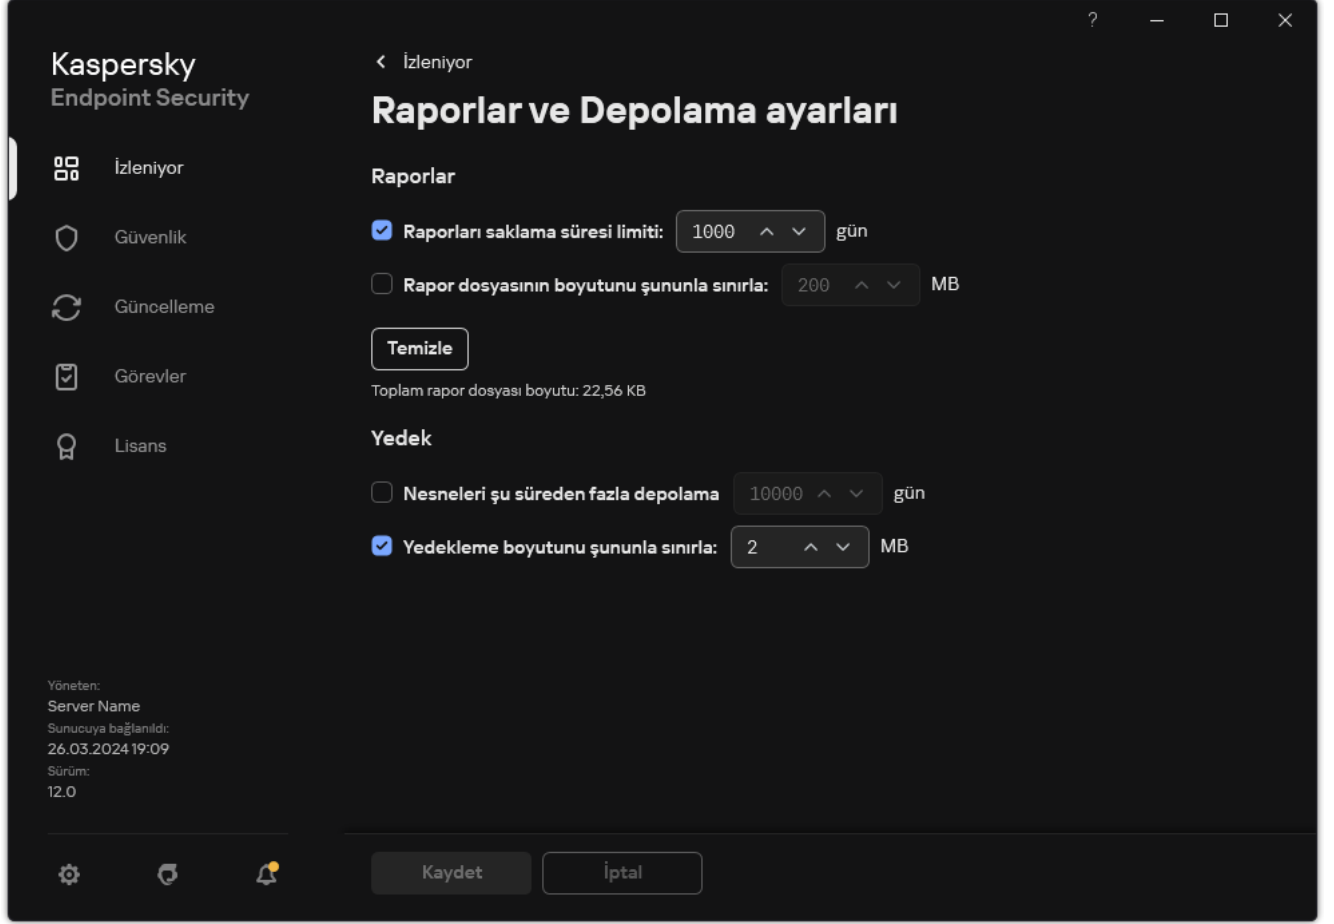 ?
Kaspersky
Endpoint Security
İzleniyor
Güvenlik
Güncelleme
Görevler
Lisans
Yöneten:
Server Name
Sunucuya bağlanıldı:
26.03.2024 19:09
Sürüm:
12.0
İzleniyor
Raporlar ve Depolama ayarları
Raporlar
Raporları saklama süresi limiti: 1000 gün
Rapor dosyasının boyutunu şununla sınırla: 200 MB
Temizle
Toplam rapor dosyası boyutu: 22,56 KB
Yedek
Nesneleri şu süreden fazla depolama 10000 gün
Yedekleme boyutunu şununla sınırla: 2 MB
Kaydet
İptal